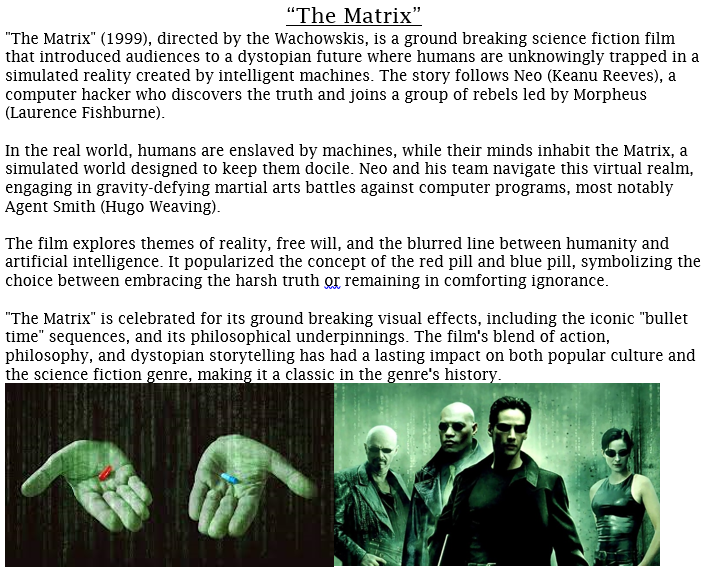 “The Matrix”
"The Matrix" (1999), directed by the Wachowskis, is a ground breaking science fiction film
that introduced audiences to a dystopian future where humans are unknowingly trapped in a
simulated reality created by intelligent machines. The story follows Neo (Keanu Reeves), a
computer hacker who discovers the truth and joins a group of rebels led by Morpheus
(Laurence Fishburne).
In the real world, humans are enslaved by machines, while their minds inhabit the Matrix, a
simulated world designed to keep them docile. Neo and his team navigate this virtual realm,
engaging in gravity-defying martial arts battles against computer programs, most notably
Agent Smith (Hugo Weaving).
The film explores themes of reality, free will, and the blurred line between humanity and
artificial intelligence. It popularized the concept of the red pill and blue pill, symbolizing the
choice between embracing the harsh truth or remaining in comforting ignorance.
"The Matrix" is celebrated for its ground breaking visual effects, including the iconic "bullet
time" sequences, and its philosophical underpinnings. The film's blend of action,
philosophy, and dystopian storytelling has had a lasting impact on both popular culture and
the science fiction genre, making it a classic in the genre's history.